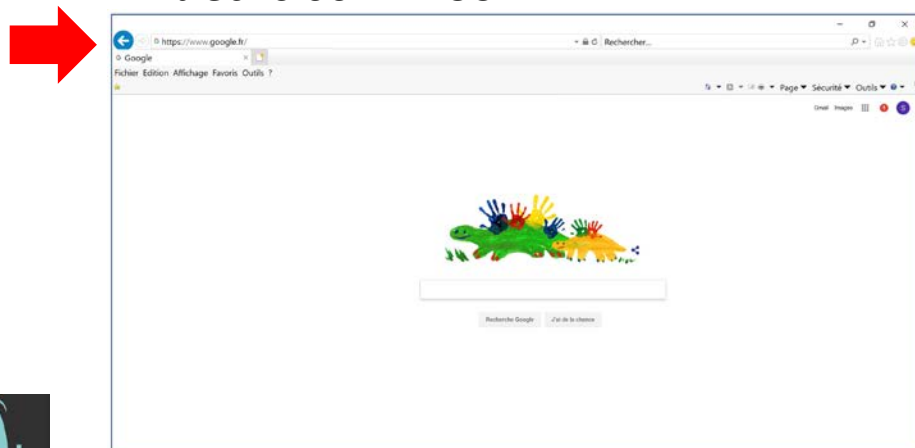 https://www.google.fr/
Rechercher...
Google
Fichier Edition Affichage Favoris Outils ?
Page Sécurité Outils
Gmail Images
S
Recherche Google J'ai de la chance